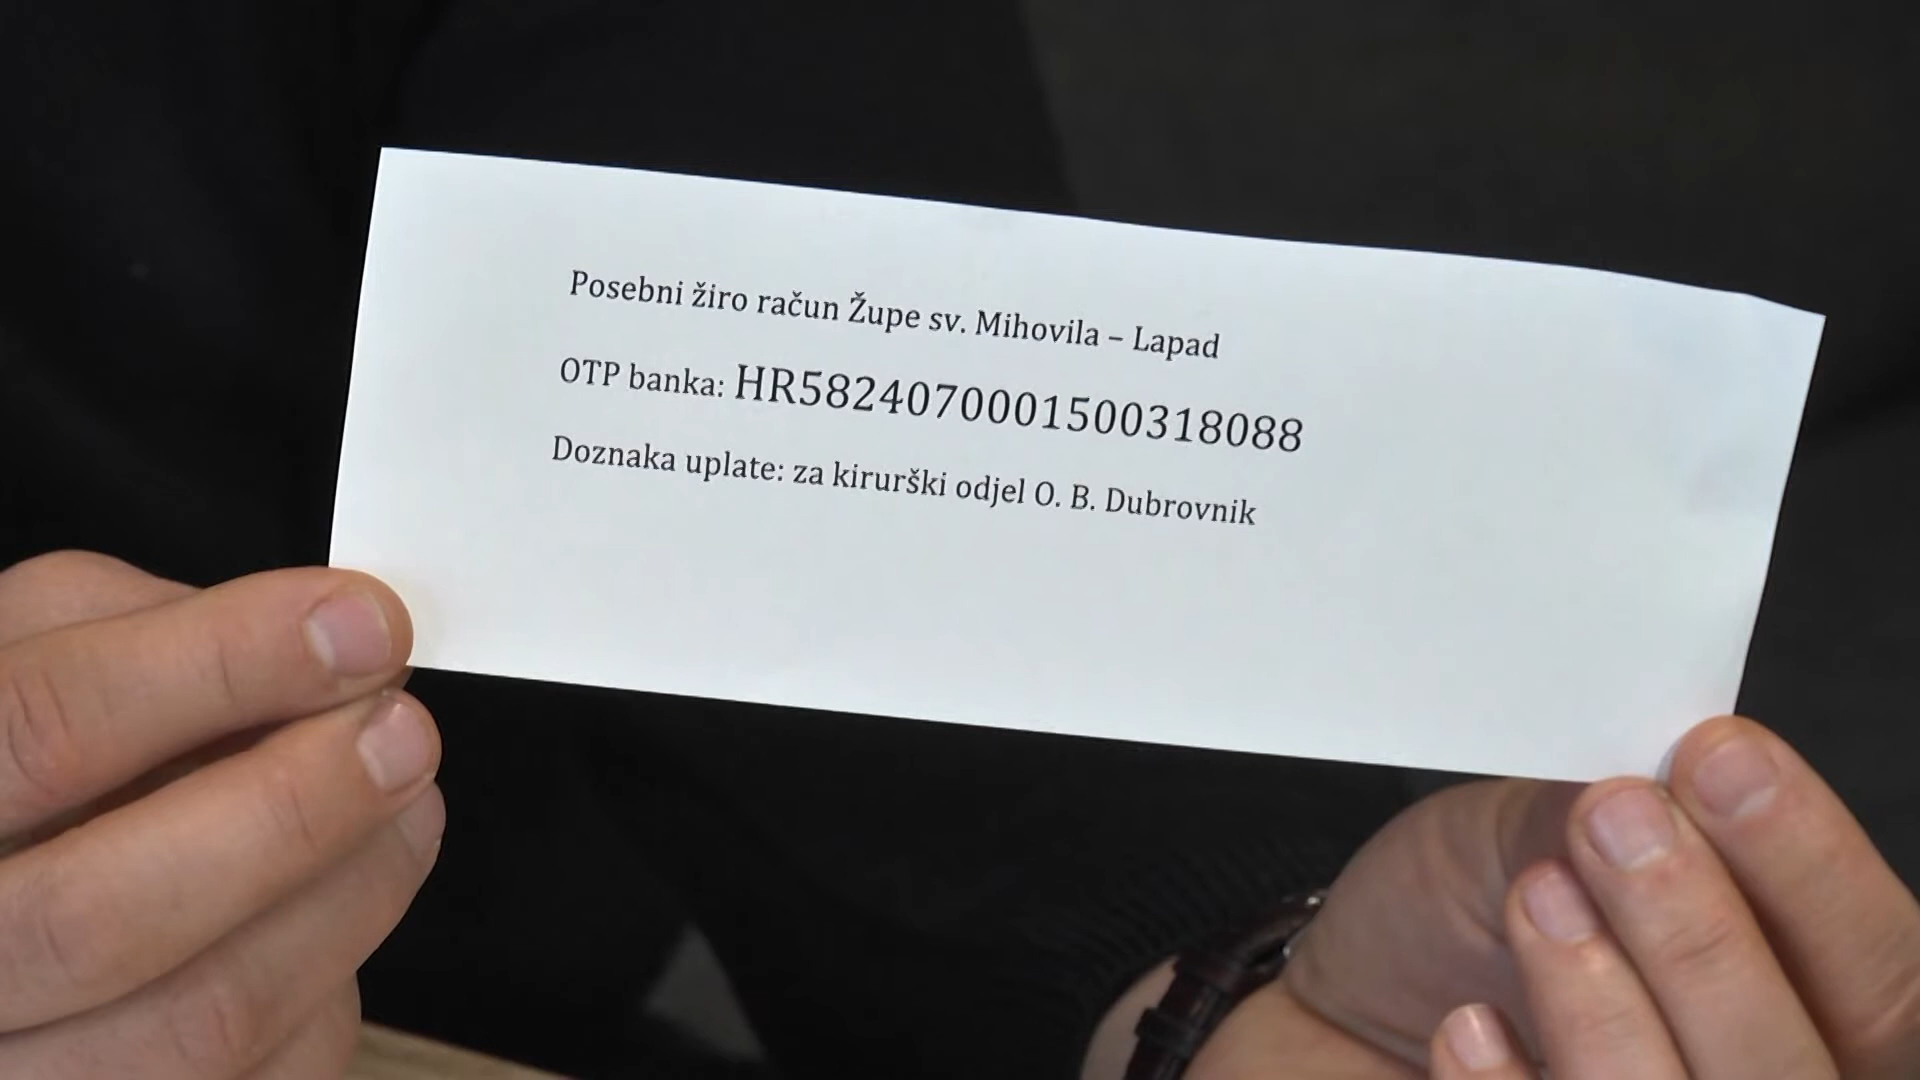 Posebni žiro račun Župe sv. Mihovila – Lapad
OTP banka: HR5824070001500318088
Doznaka uplate: za kirurški odjel O. B. Dubrovnik